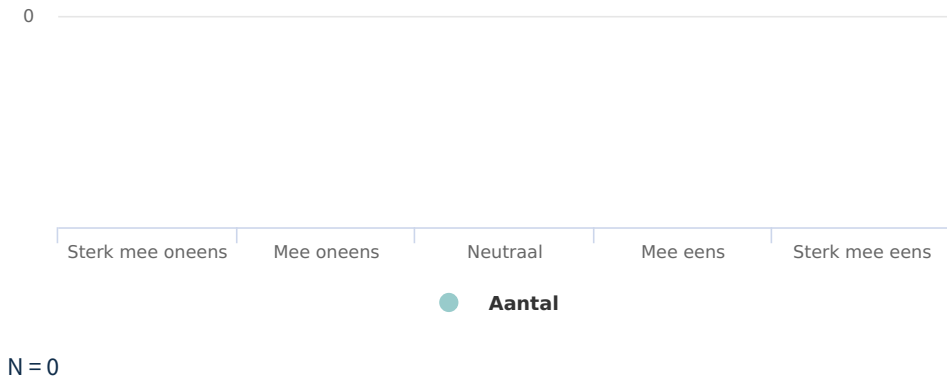 0
Sterk mee oneens Mee oneens Neutraal Mee eens Sterk mee eens
Aantal
N = 0